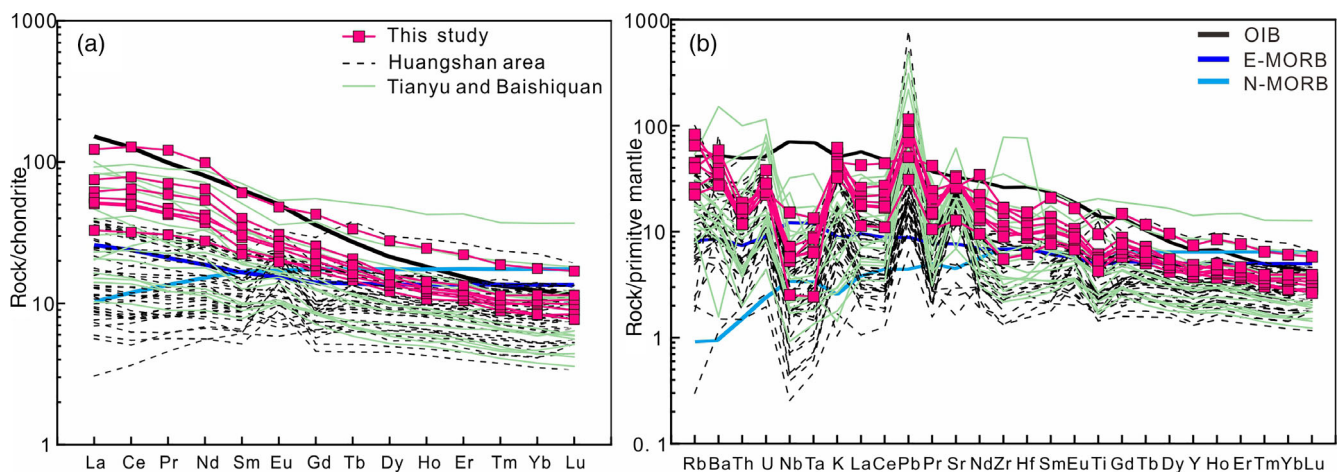 (a)
This study
Huangshan area
Tianyu and Baishiquan
Rock/chondrite
1000
100
10
1
La Ce Pr Nd Sm Eu Gd Tb Dy Ho Er Tm Yb Lu
(b)
OIB
E-MORB
N-MORB
Rock/primitve mantle
1000
100
10
1
0.1
Rb Ba Th U Nb Ta K La Ce Pb Pr Sr Nd Zr Hf Sm Eu Ti Gd Tb Dy Y Ho Er Tm Yb Lu